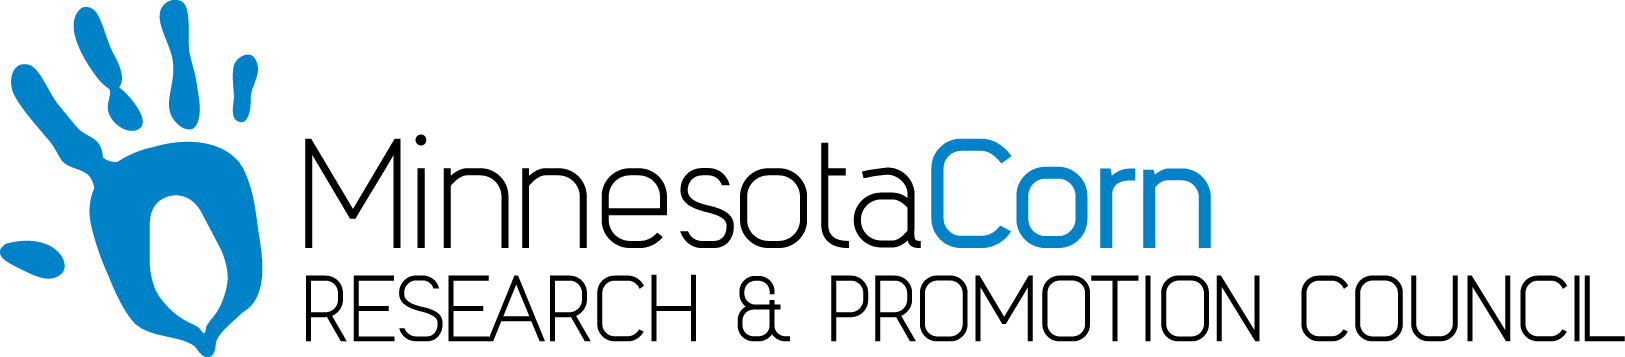 MinnesotaCorn
RESEARCH & PROMOTION COUNCIL